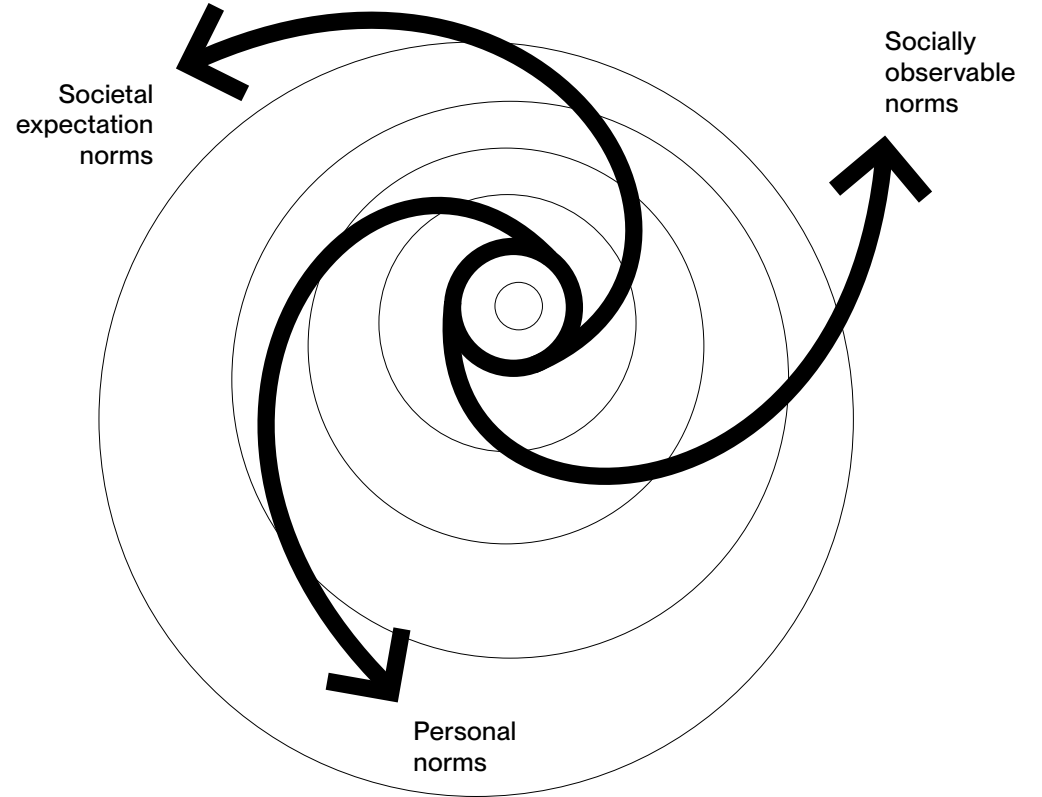 Socially
observable
norms
Societal
expectation
norms
Personal
norms